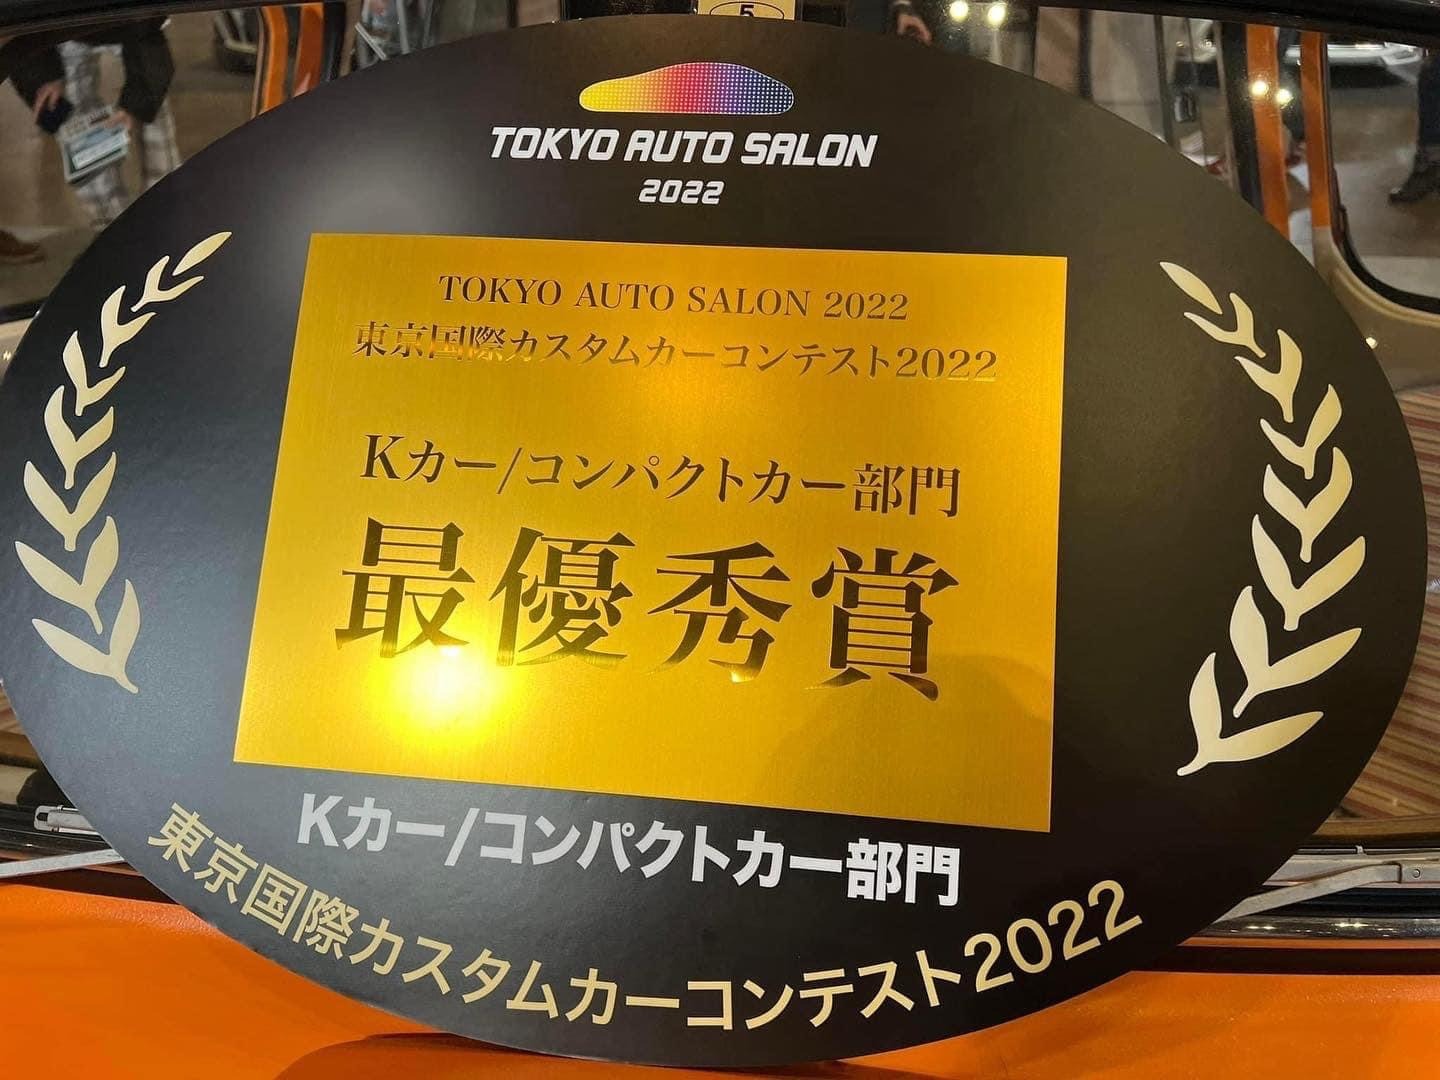 5
TOKYO AUTO SALON
2022
TOKYO AUTO SALON 2022
東京国際カスタムカーコンテスト2022
Kカー/コンパクトカー部門
最優秀賞
Kカー/コンパクトカー部門
東京国際カスタムカーコンテスト2022